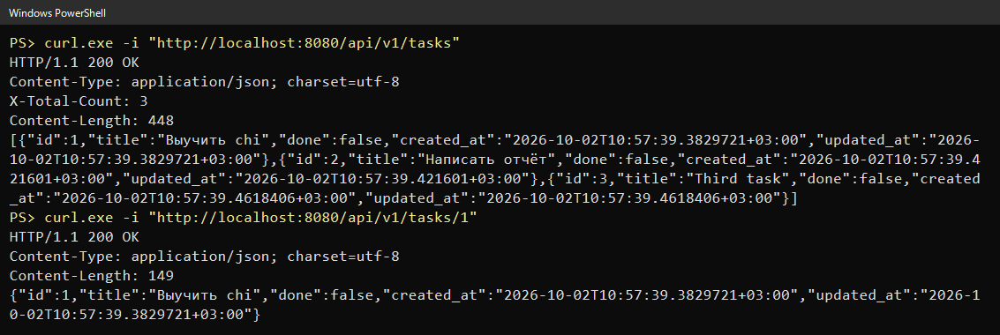 Windows PowerShell
PS> curl.exe -i "http://localhost:8080/api/v1/tasks"
HTTP/1.1 200 OK
Content-Type: application/json; charset=utf-8
X-Total-Count: 3
Content-Length: 448
[{"id":1,"title":"Выучить chi","done":false,"created_at":"2026-10-02T10:57:39.3829721+03:00","updated_at":"2026-
10-02T10:57:39.3829721+03:00"},{"id":2,"title":"Написать отчёт","done":false,"created_at":"2026-10-02T10:57:39.4
21601+03:00","updated_at":"2026-10-02T10:57:39.421601+03:00"},{"id":3,"title":"Third task","done":false,"created
_at":"2026-10-02T10:57:39.4618406+03:00","updated_at":"2026-10-02T10:57:39.4618406+03:00"}]
PS> curl.exe -i "http://localhost:8080/api/v1/tasks/1"
HTTP/1.1 200 OK
Content-Type: application/json; charset=utf-8
Content-Length: 149
{"id":1,"title":"Выучить chi","done":false,"created_at":"2026-10-02T10:57:39.3829721+03:00","updated_at":"2026-1
0-02T10:57:39.3829721+03:00"}